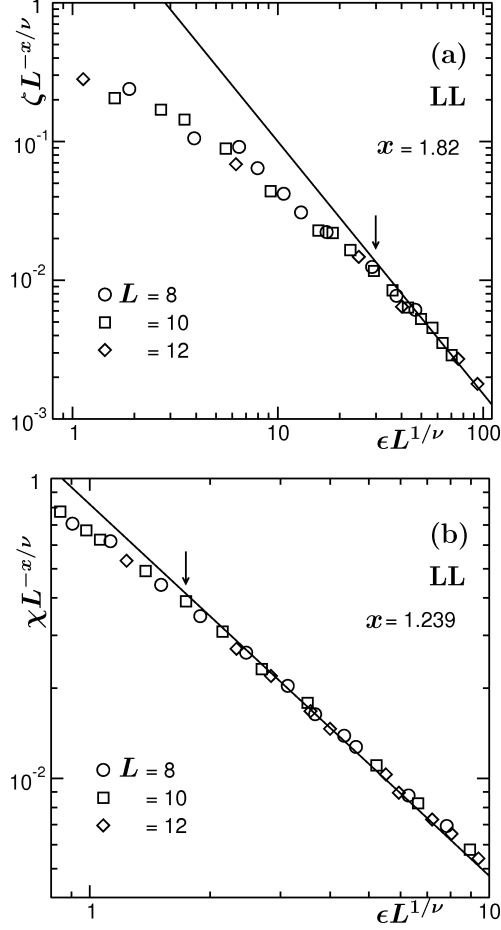 1
(a)
LL
ζL^{-x/ν}
10^{-1}
x = 1.82
10^{-2}
L = 8
= 10
= 12
10^{-3}
1 10 100
ϵL^{1/ν}
1
(b)
LL
χL^{-x/ν}
x = 1.239
10^{-2}
L = 8
= 10
= 12
1 10
ϵL^{1/ν}